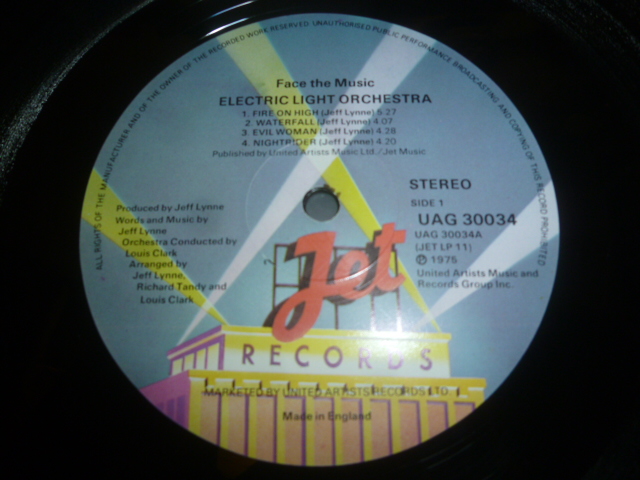 ALL RIGHTS OF THE MANUFACTURER AND OF THE OWNER OF THE RECORDED WORK RESERVED UNAUTHORISED PUBLIC PERFORMANCE BROADCASTING AND COPYING OF THIS RECORD PROHIBITED
Face the Music
ELECTRIC LIGHT ORCHESTRA
1. FIRE ON HIGH (Jeff Lynne) 5.27
2. WATERFALL (Jeff Lynne) 4.07
3. EVIL WOMAN (Jeff Lynne) 4.28
4. NIGHTRIDER (Jeff Lynne) 4.20
Published by United Artists Music Ltd./Jet Music
STEREO
SIDE 1
UAG 30034
UAG 30034A
(JET LP 11)
℗ 1975
United Artists Music and
Records Group Inc.
Produced by Jeff Lynne
Words and Music by
Jeff Lynne
Orchestra Conducted by
Louis Clark
Arranged by
Jeff Lynne,
Richard Tandy and
Louis Clark
Jet
RECORDS
MARKETED BY UNITED ARTISTS RECORDS LTD
Made in England